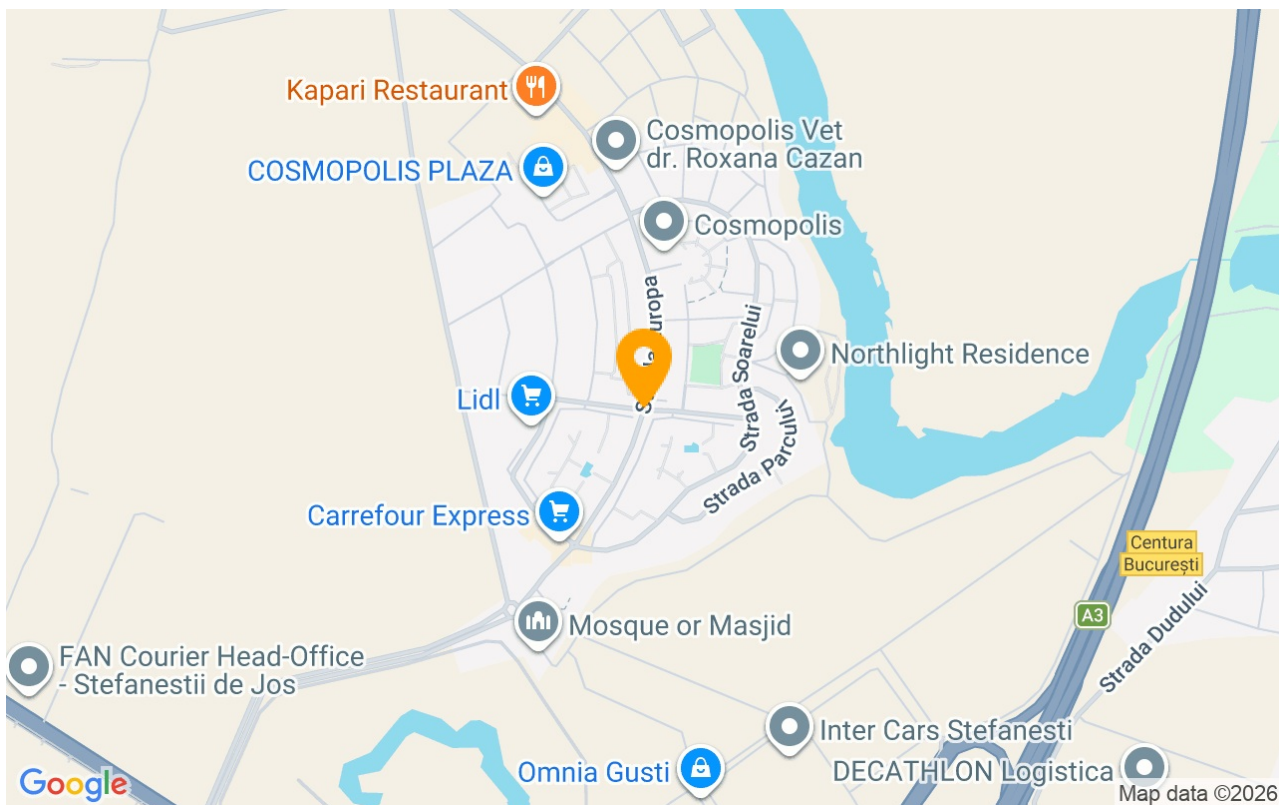 Kapari Restaurant
Cosmopolis Vet
dr. Roxana Cazan
COSMOPOLIS PLAZA
Cosmopolis
Europa
Strada Soarelui
Northlight Residence
Lidl
Strada Parcului
Carrefour Express
Centura
București
A3
Strada Dudului
Mosque or Masjid
FAN Courier Head-Office
- Stefanestii de Jos
Inter Cars Stefanesti
Omnia Gusti
DECATHLON Logistica
Google
Map data ©2026